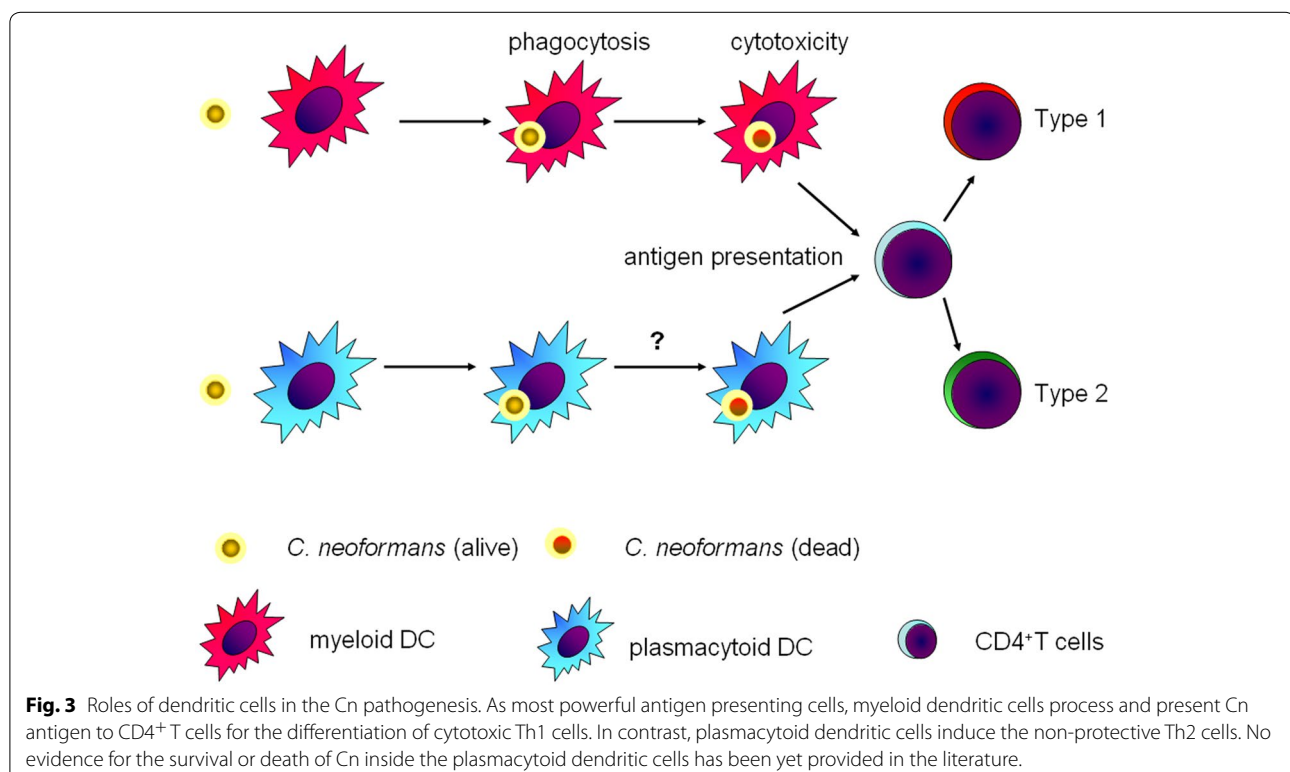 phagocytosis cytotoxicity
Type 1
antigen presentation
?
Type 2
C. neoformans (alive) C. neoformans (dead)
myeloid DC plasmacytoid DC CD4+T cells
Fig. 3 Roles of dendritic cells in the Cn pathogenesis. As most powerful antigen presenting cells, myeloid dendritic cells process and present Cn
antigen to CD4+ T cells for the differentiation of cytotoxic Th1 cells. In contrast, plasmacytoid dendritic cells induce the non-protective Th2 cells. No
evidence for the survival or death of Cn inside the plasmacytoid dendritic cells has been yet provided in the literature.